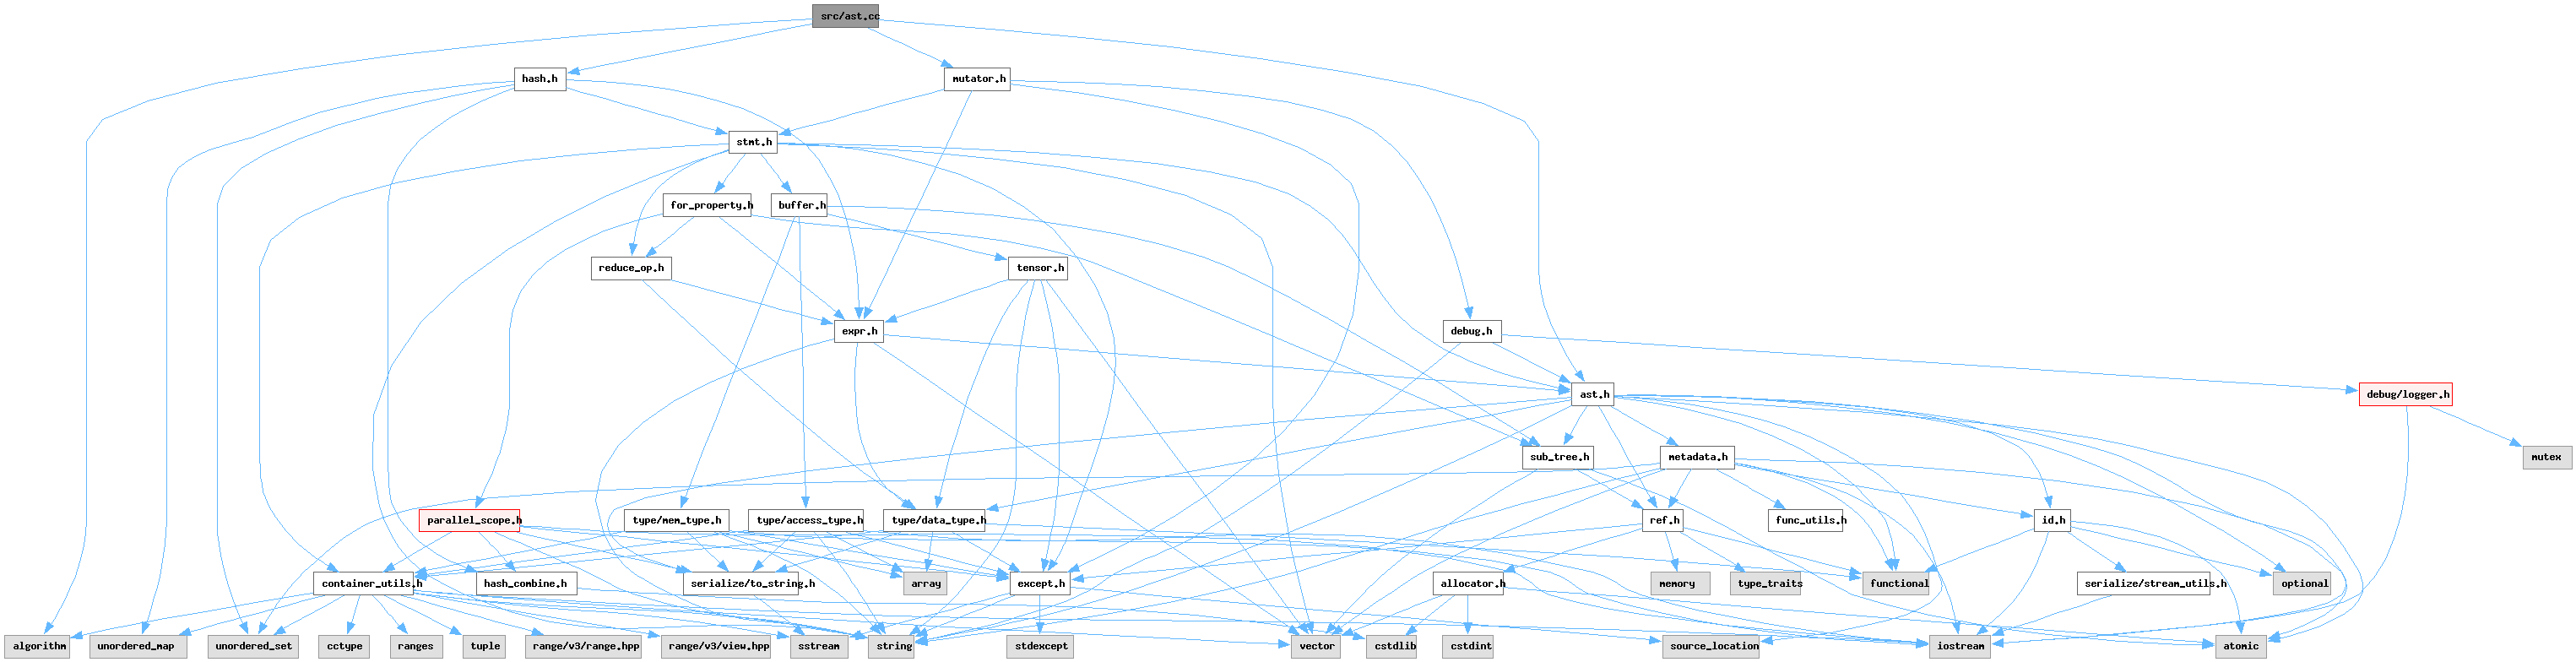 src/ast.cc
hash.h
mutator.h
stmt.h
for_property.h
buffer.h
reduce_op.h
tensor.h
expr.h
debug.h
ast.h
debug/logger.h
sub_tree.h
metadata.h
mutex
parallel_scope.h
type/mem_type.h
type/access_type.h
type/data_type.h
ref.h
func_utils.h
id.h
container_utils.h
hash_combine.h
serialize/to_string.h
array
except.h
allocator.h
memory
type_traits
functional
serialize/stream_utils.h
optional
algorithm
unordered_map
unordered_set
cctype
ranges
tuple
range/v3/range.hpp
range/v3/view.hpp
sstream
string
stdexcept
vector
cstdlib
cstdint
source_location
iostream
atomic